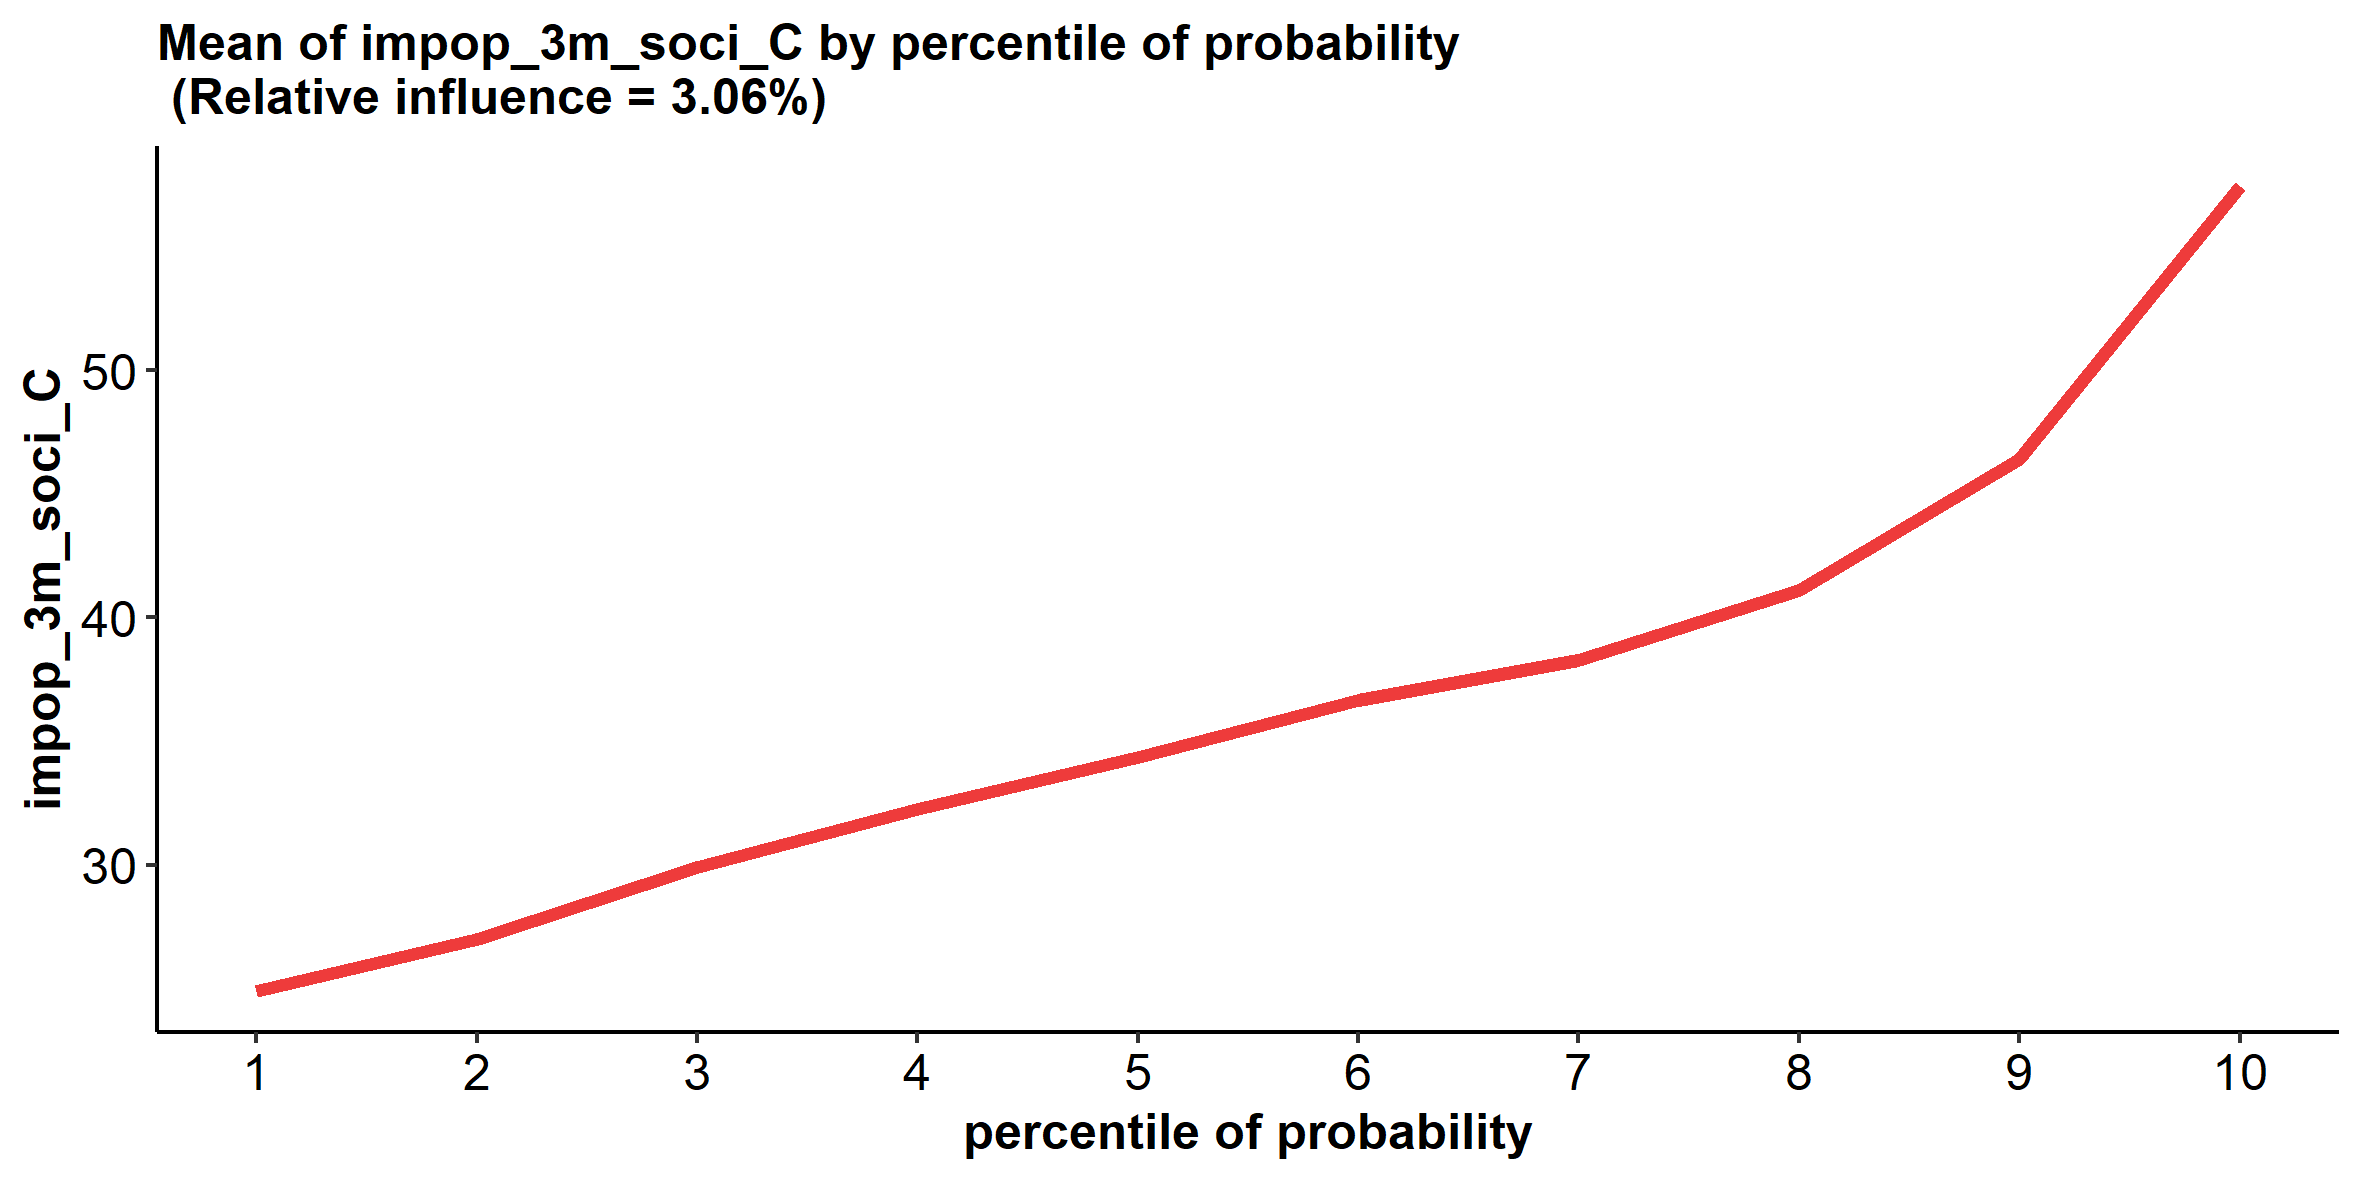 Mean of impop_3m_soci_C by percentile of probability
(Relative influence = 3.06%)
impop_3m_soci_C
50
40
30
1 2 3 4 5 6 7 8 9 10
percentile of probability